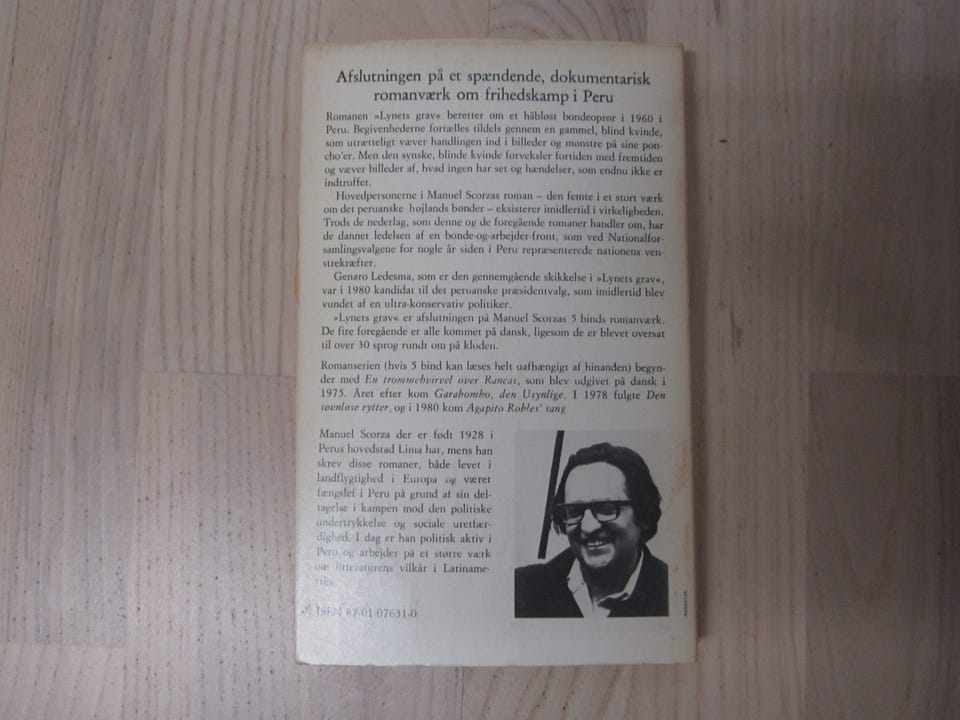 Afslutningen på et spændende, dokumentarisk
romanværk om frihedskamp i Peru
Romanen »Lynets grav« beretter om et håbløst bondeoprør i 1960 i
Peru. Begivenhederne fortælles tildels gennem en gammel, blind kvinde,
som utrætteligt væver handlingen ind i billeder og mønstre på sine pon-
cho'er. Men den synske, blinde kvinde forveksler fortiden med fremtiden
og væver billeder af, hvad ingen har set og hændelser, som endnu ikke er
indtruffet.
Hovedpersonerne i Manuel Scorzas roman – den femte i et stort værk
om det peruanske højlands bønder – eksisterer imidlertid i virkeligheden.
Trods de nederlag, som denne og de foregående romaner handler om, har
de dannet ledelsen af en bonde-og-arbejder-front, som ved Nationalfor-
samlingsvalgene for nogle år siden i Peru repræsenterede nationens ven-
strekræfter.
Genaro Ledesma, som er den gennemgående skikkelse i »Lynets grav«,
var i 1980 kandidat til det peruanske præsidentvalg, som imidlertid blev
vundet af en ultra-konservativ politiker.
»Lynets grav« er afslutningen på Manuel Scorzas 5 binds romanværk.
De fire foregående er alle kommet på dansk, ligesom de er blevet oversat
til over 30 sprog rundt om på kloden.
Romanserien (hvis 5 bind kan læses helt uafhængigt af hinanden) begyn-
der med En trommehvirvel over Rancas, som blev udgivet på dansk i
1975. Året efter kom Garabombo, den Usynlige. I 1978 fulgte Den
søvnløse rytter, og i 1980 kom Agapito Robles' sang
Manuel Scorza der er født 1928 i
Perus hovedstad Lima har, mens han
skrev disse romaner, både levet i
landflygtighed i Europa og været
fængslet i Peru på grund af sin del-
tagelse i kampen mod den politiske
undertrykkelse og sociale uretfær-
dighed. I dag er han politisk aktiv i
Peru og arbejder på et større værk
om litteraturens vilkår i Latiname-
rika.
ISBN 87-01-07631-0